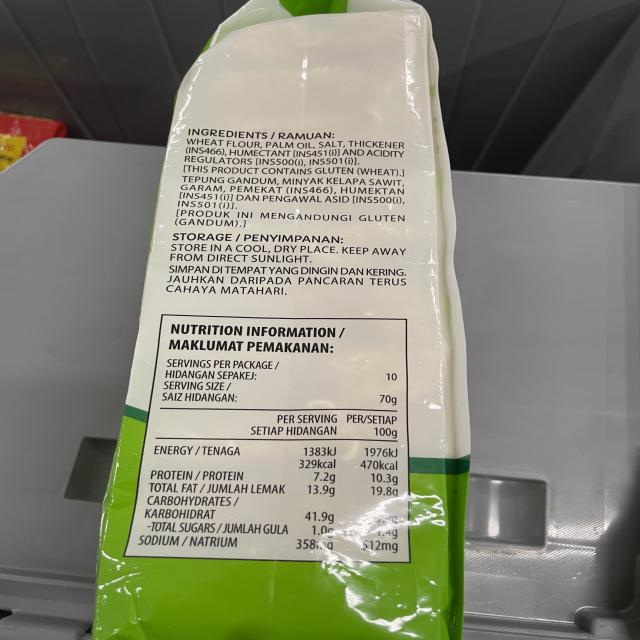 INGREDIENTS / RAMUAN:
WHEAT FLOUR, PALM OIL, SALT, THICKENER
(INS466), HUMECTANT [INS451(i)] AND ACIDITY
REGULATORS [INS500(i), INS501(i)].
[THIS PRODUCT CONTAINS GLUTEN (WHEAT).]
TEPUNG GANDUM, MINYAK KELAPA SAWIT,
GARAM, PEMEKAT (INS466), HUMEKTAN
[INS451(i)] DAN PENGAWAL ASID [INS500(i),
INS501(i)].
[PRODUK INI MENGANDUNGI GLUTEN
(GANDUM).]
STORAGE / PENYIMPANAN:
STORE IN A COOL, DRY PLACE. KEEP AWAY
FROM DIRECT SUNLIGHT.
SIMPAN DI TEMPAT YANG DINGIN DAN KERING.
JAUHKAN DARIPADA PANCARAN TERUS
CAHAYA MATAHARI.
NUTRITION INFORMATION /
MAKLUMAT PEMAKANAN:
SERVINGS PER PACKAGE /
HIDANGAN SEPAKEJ: 10
SERVING SIZE /
SAIZ HIDANGAN: 70g
PER SERVING PER/SETIAP
SETIAP HIDANGAN 100g
ENERGY / TENAGA 1383kJ 1976kJ
329kcal 470kcal
PROTEIN / PROTEIN 7.2g 10.3g
TOTAL FAT / JUMLAH LEMAK 13.9g 19.8g
CARBOHYDRATES /
KARBOHIDRAT 41.9g
-TOTAL SUGARS / JUMLAH GULA 1.0g 1.4g
SODIUM / NATRIUM 358mg 512mg